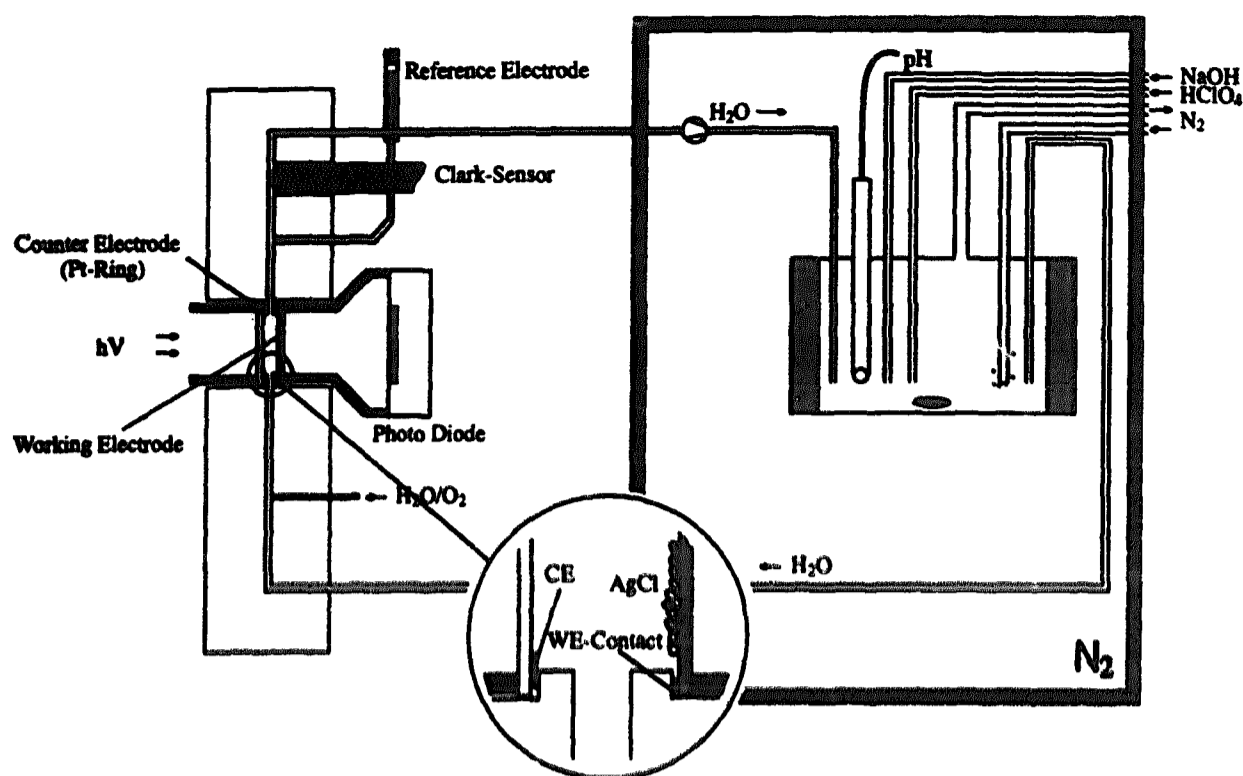 Reference Electrode
pH
NaOH
HClO₄
N₂
H₂O
Clark-Sensor
Counter Electrode
(Pt-Ring)
hV
Photo Diode
Working Electrode
H₂O/O₂
H₂O
CE
AgCl
WE-Contact
N₂